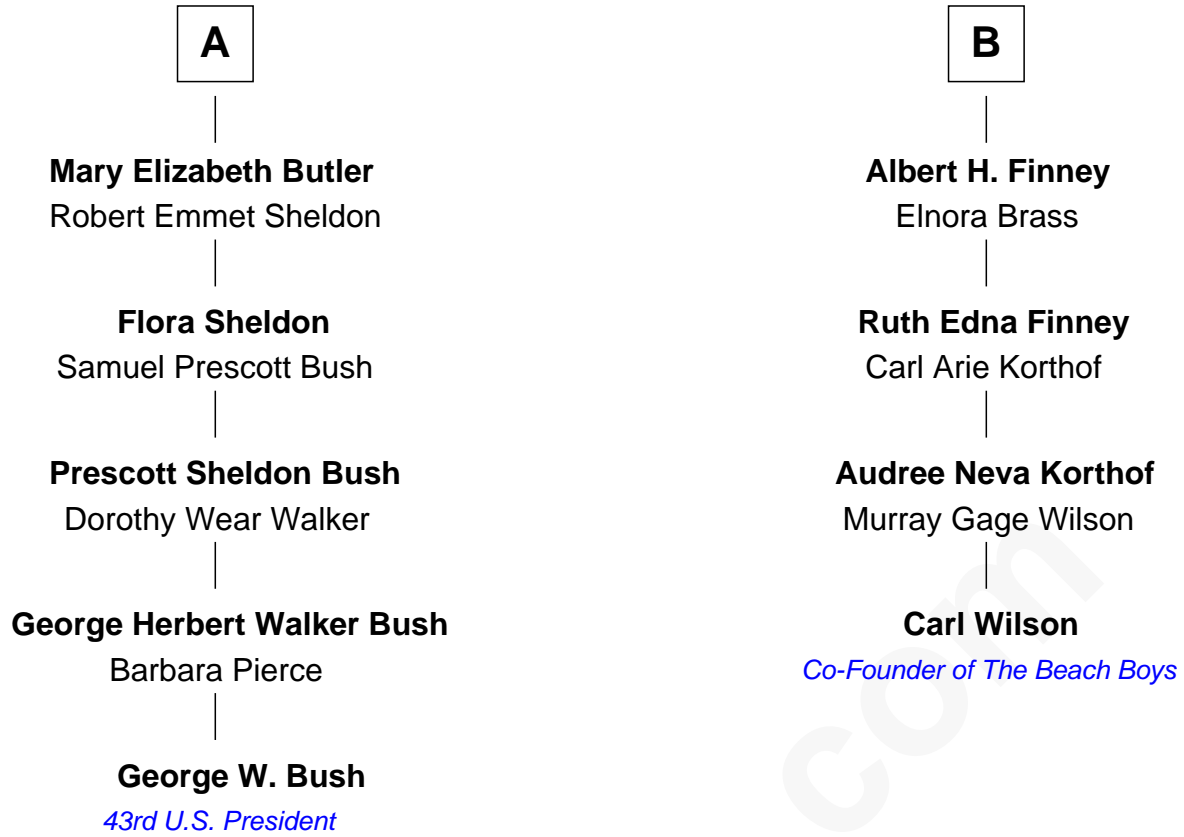 A
Mary Elizabeth Butler
Robert Emmet Sheldon
Flora Sheldon
Samuel Prescott Bush
Prescott Sheldon Bush
Dorothy Wear Walker
George Herbert Walker Bush
Barbara Pierce
George W. Bush
43rd U.S. President
B
Albert H. Finney
Elnora Brass
Ruth Edna Finney
Carl Arie Korthof
Audree Neva Korthof
Murray Gage Wilson
Carl Wilson
Co-Founder of The Beach Boys
com